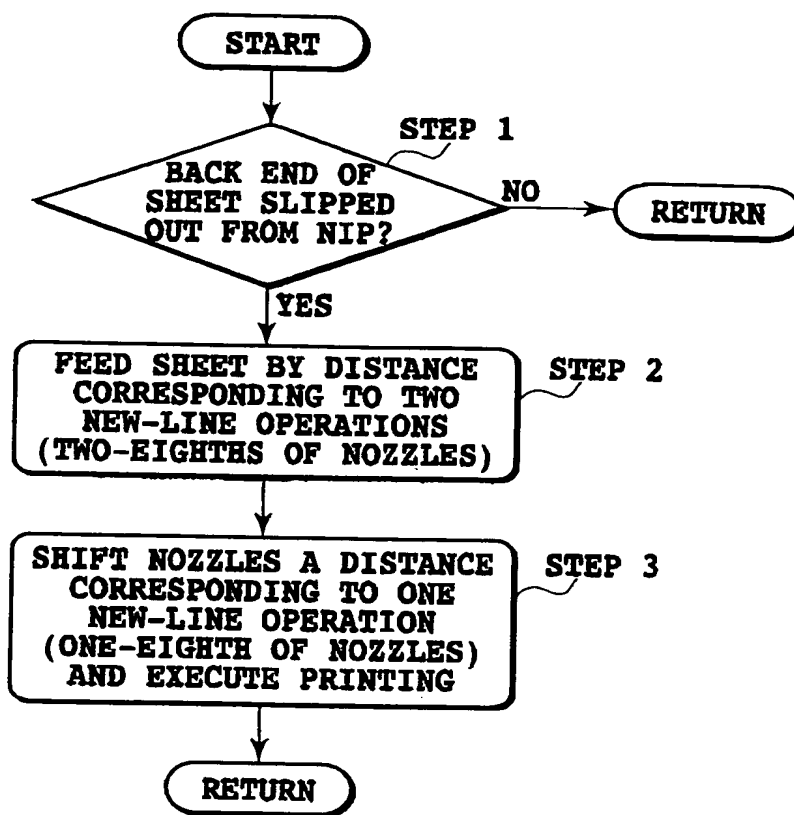 START
STEP 1
BACK END OF
SHEET SLIPPED
OUT FROM NIP?
NO
RETURN
YES
FEED SHEET BY DISTANCE
CORRESPONDING TO TWO
NEW-LINE OPERATIONS
(TWO-EIGHTHS OF NOZZLES)
STEP 2
SHIFT NOZZLES A DISTANCE
CORRESPONDING TO ONE
NEW-LINE OPERATION
(ONE-EIGHTH OF NOZZLES)
AND EXECUTE PRINTING
STEP 3
RETURN